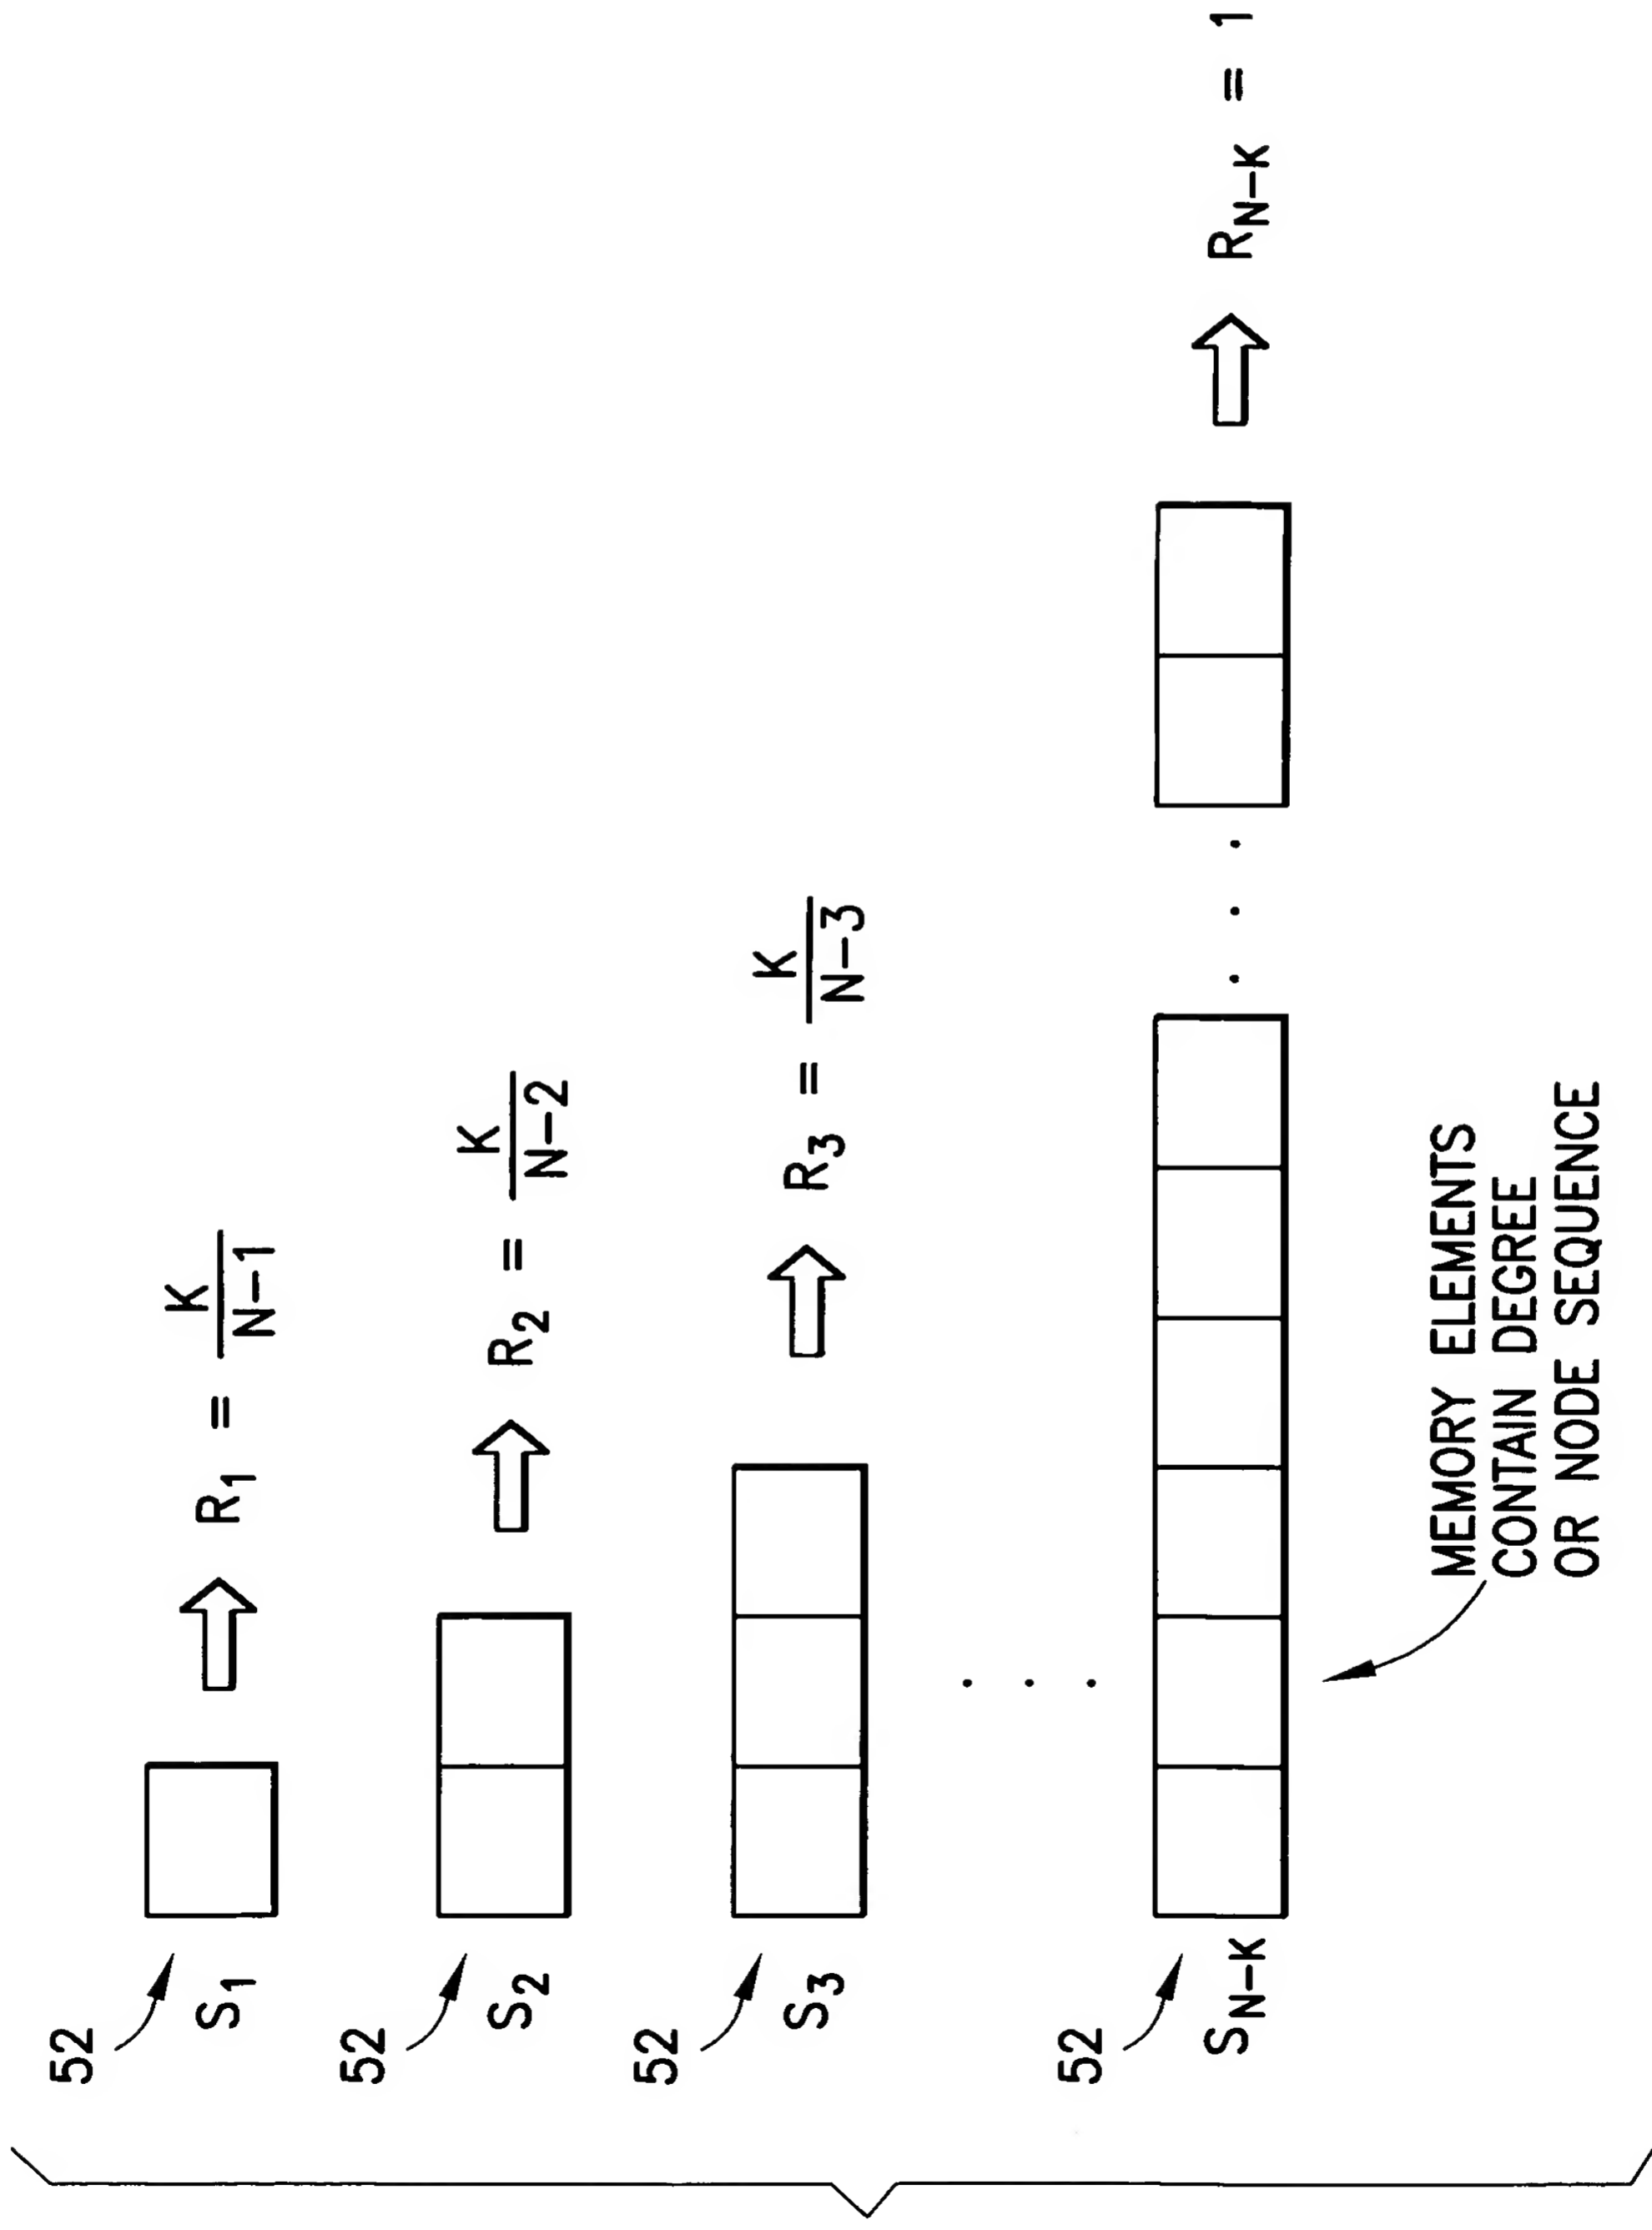 52
S1 R1 = K/N-1
52
S2 R2 = K/N-2
52
S3 R3 = K/N-3
. . .
52
SN-K . . . RN-K = 1
MEMORY ELEMENTS
CONTAIN DEGREE
OR NODE SEQUENCE